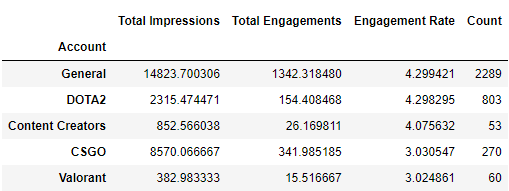 Total Impressions Total Engagements Engagement Rate Count
Account
General 14823.700306 1342.318480 4.299421 2289
DOTA2 2315.474471 154.408468 4.298295 803
Content Creators 852.566038 26.169811 4.075632 53
CSGO 8570.066667 341.985185 3.030547 270
Valorant 382.983333 15.516667 3.024861 60